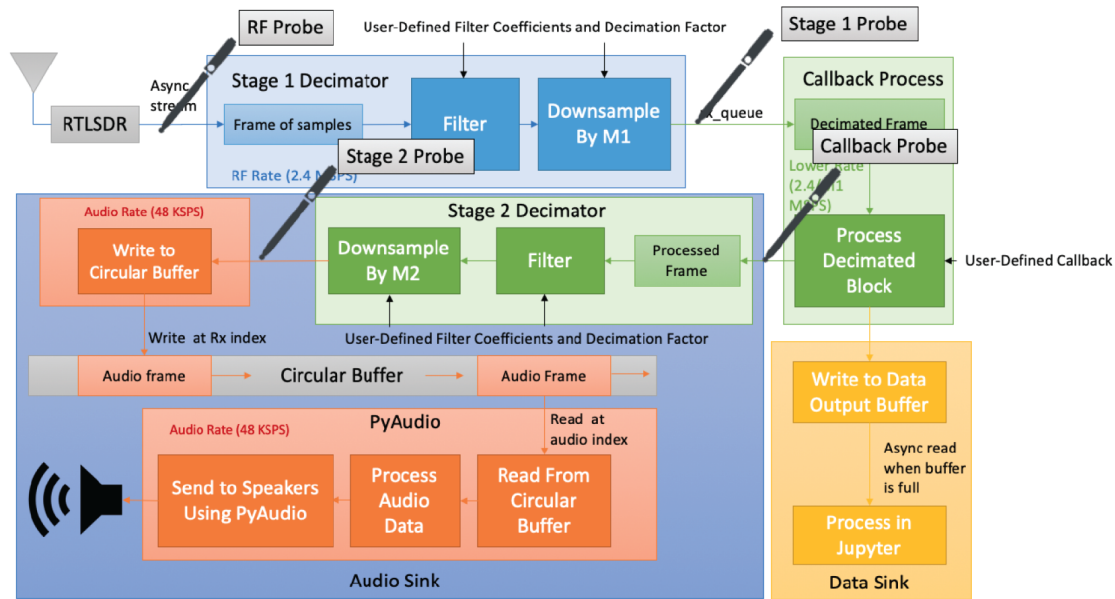 RF Probe
User-Defined Filter Coefficients and Decimation Factor
Stage 1 Probe
Async
stream
RTLSDR
Stage 1 Decimator
Frame of samples
Filter
Downsample
By M1
RF Rate (2.4 MSPS)
Stage 2 Probe
rx_queue
Callback Process
Decimated Frame
Callback Probe
Lower Rate
(2.4/M1
MSPS)
Process
Decimated
Block
User-Defined Callback
Audio Rate (48 KSPS)
Write to
Circular Buffer
Stage 2 Decimator
Downsample
By M2
Filter
Processed
Frame
User-Defined Filter Coefficients and Decimation Factor
Write at Rx index
Audio frame
Circular Buffer
Audio Frame
Read at
audio index
Audio Rate (48 KSPS)
PyAudio
Send to Speakers
Using PyAudio
Process
Audio
Data
Read From
Circular
Buffer
Audio Sink
Write to Data
Output Buffer
Async read
when buffer
is full
Process in
Jupyter
Data Sink